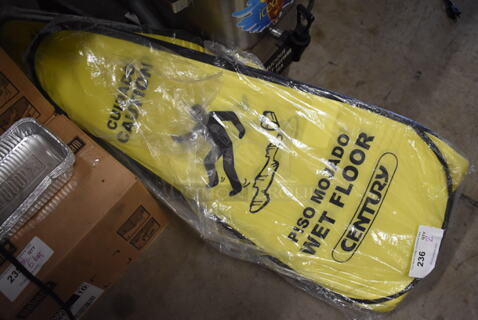 CUIDADO
CAUTION
PISO MOJADO
WET FLOOR
CENTURY
236